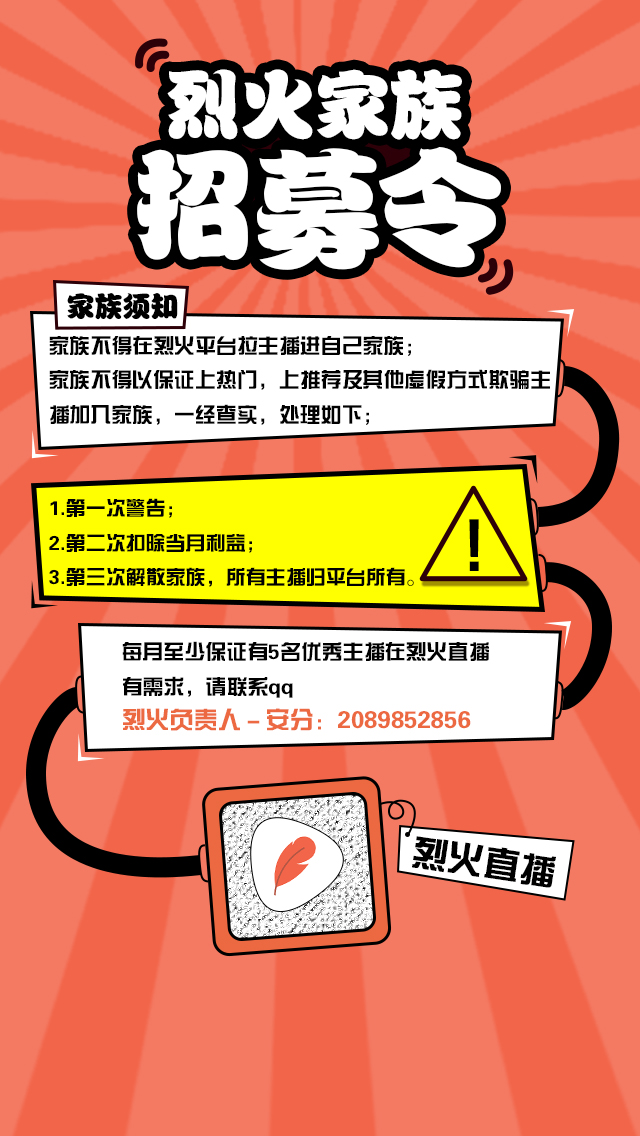 烈火家族
招募令
家族须知
家族不得在烈火平台拉主播进自己家族；
家族不得以保证上热门，上推荐及其他虚假方式欺骗主
播加入家族，一经查实，处理如下；
1.第一次警告；
2.第二次扣除当月利益；
3.第三次解散家族，所有主播归平台所有。
每月至少保证有5名优秀主播在烈火直播
有需求，请联系qq
烈火负责人－安分：2089852856
烈火直播